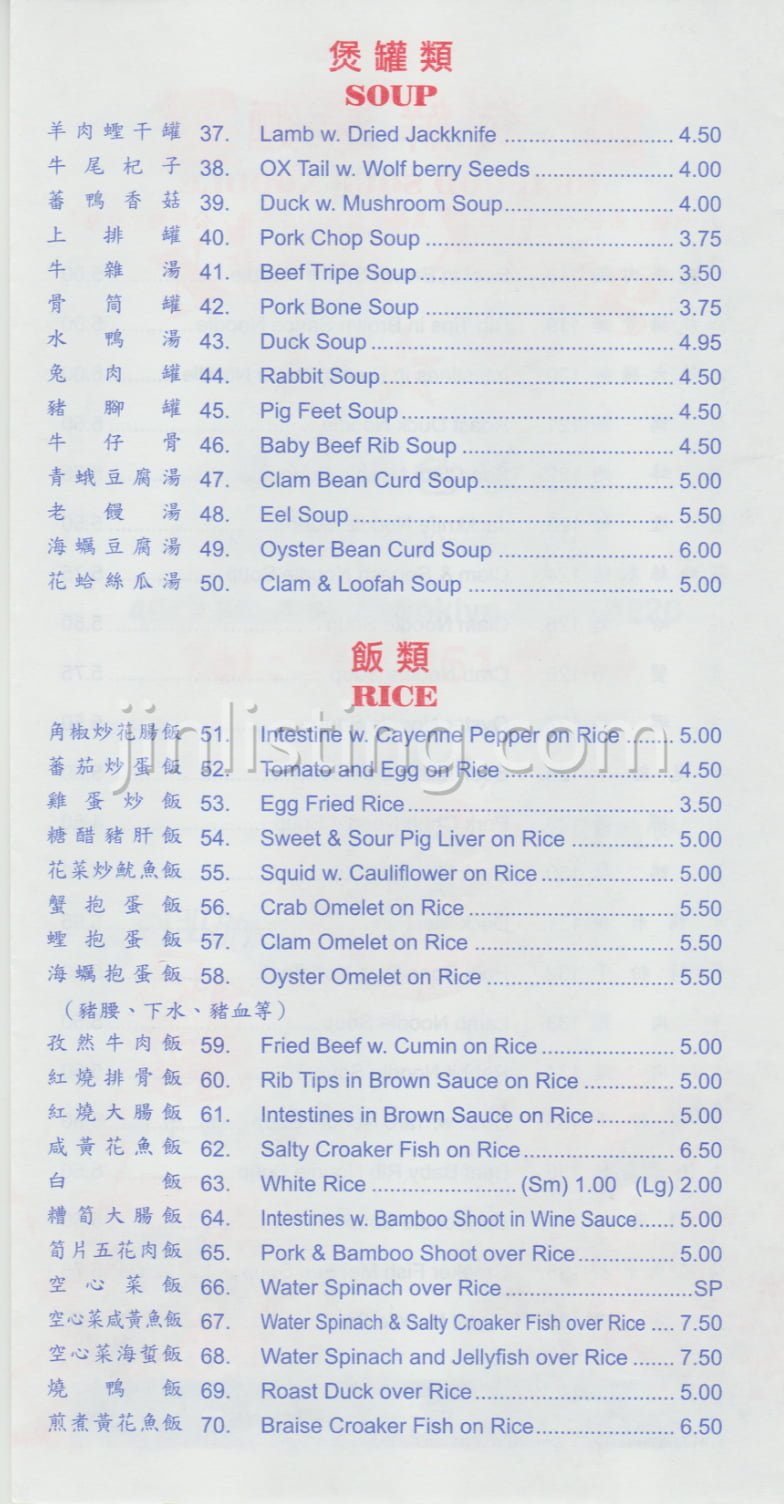 煲罐類
SOUP
羊肉蟶干罐 37. Lamb w. Dried Jackknife ........................... 4.50
牛尾杞子 38. OX Tail w. Wolf berry Seeds ...................... 4.00
蕃鴨香菇 39. Duck w. Mushroom Soup........................... 4.00
上排罐 40. Pork Chop Soup ........................................ 3.75
牛雜湯 41. Beef Tripe Soup ......................................... 3.50
骨筒罐 42. Pork Bone Soup ........................................ 3.75
水鴨湯 43. Duck Soup ................................................ 4.95
兔肉罐 44. Rabbit Soup............................................... 4.50
豬腳罐 45. Pig Feet Soup............................................ 4.50
牛仔骨 46. Baby Beef Rib Soup .................................. 4.50
青蛾豆腐湯 47. Clam Bean Curd Soup............................... 5.00
老饅湯 48. Eel Soup .................................................... 5.50
海蠣豆腐湯 49. Oyster Bean Curd Soup ............................ 6.00
花蛤絲瓜湯 50. Clam & Loofah Soup ................................. 5.00
飯類
RICE
角椒炒花腸飯 51. Intestine w. Cayenne Pepper on Rice ........ 5.00
蕃茄炒蛋飯 52. Tomato and Egg on Rice ........................... 4.50
雞蛋炒飯 53. Egg Fried Rice........................................... 3.50
糖醋豬肝飯 54. Sweet & Sour Pig Liver on Rice ................ 5.00
花菜炒魷魚飯 55. Squid w. Cauliflower on Rice ..................... 5.00
蟹抱蛋飯 56. Crab Omelet on Rice................................. 5.50
蟶抱蛋飯 57. Clam Omelet on Rice ................................ 5.50
海蠣抱蛋飯 58. Oyster Omelet on Rice.............................. 5.50
（豬腰、下水、豬血等）
孜然牛肉飯 59. Fried Beef w. Cumin on Rice...................... 5.00
紅燒排骨飯 60. Rib Tips in Brown Sauce on Rice .............. 5.00
紅燒大腸飯 61. Intestines in Brown Sauce on Rice............. 5.00
咸黃花魚飯 62. Salty Croaker Fish on Rice........................ 6.50
白飯 63. White Rice ....................... (Sm) 1.00 (Lg) 2.00
糟筍大腸飯 64. Intestines w. Bamboo Shoot in Wine Sauce...... 5.00
筍片五花肉飯 65. Pork & Bamboo Shoot over Rice................ 5.00
空心菜飯 66. Water Spinach over Rice ..............................SP
空心菜咸黃魚飯 67. Water Spinach & Salty Croaker Fish over Rice .... 7.50
空心菜海蜇飯 68. Water Spinach and Jellyfish over Rice ....... 7.50
燒鴨飯 69. Roast Duck over Rice................................ 5.00
煎煮黃花魚飯 70. Braise Croaker Fish on Rice...................... 6.50
jinlisting.com